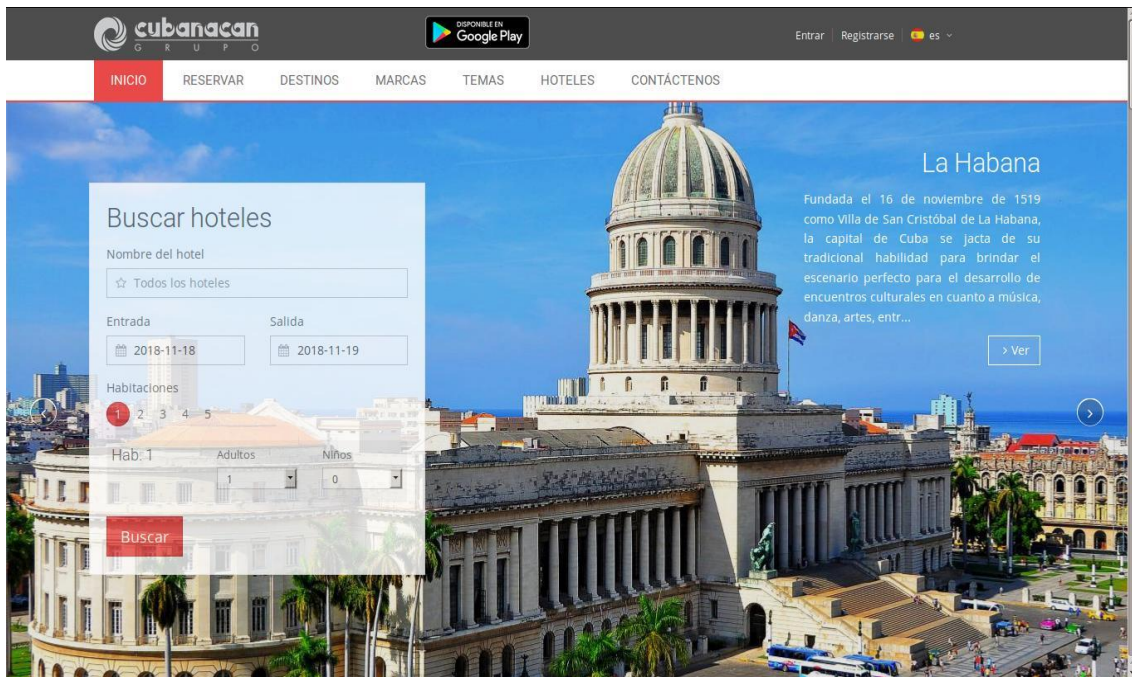 cubanacan
GRUPO
DISPONIBLE EN
Google Play
Entrar Registrarse es
INICIO RESERVAR DESTINOS MARCAS TEMAS HOTELES CONTÁCTENOS
La Habana
Fundada el 16 de noviembre de 1519
como Villa de San Cristóbal de La Habana,
la capital de Cuba se jacta de su
tradicional habilidad para brindar el
escenario perfecto para el desarrollo de
encuentros culturales en cuanto a música,
danza, artes, entr...
> Ver
Buscar hoteles
Nombre del hotel
Todos los hoteles
Entrada Salida
2018-11-18 2018-11-19
Habitaciones
1 2 3 4 5
Hab: 1 Adultos Niños
1 0
Buscar